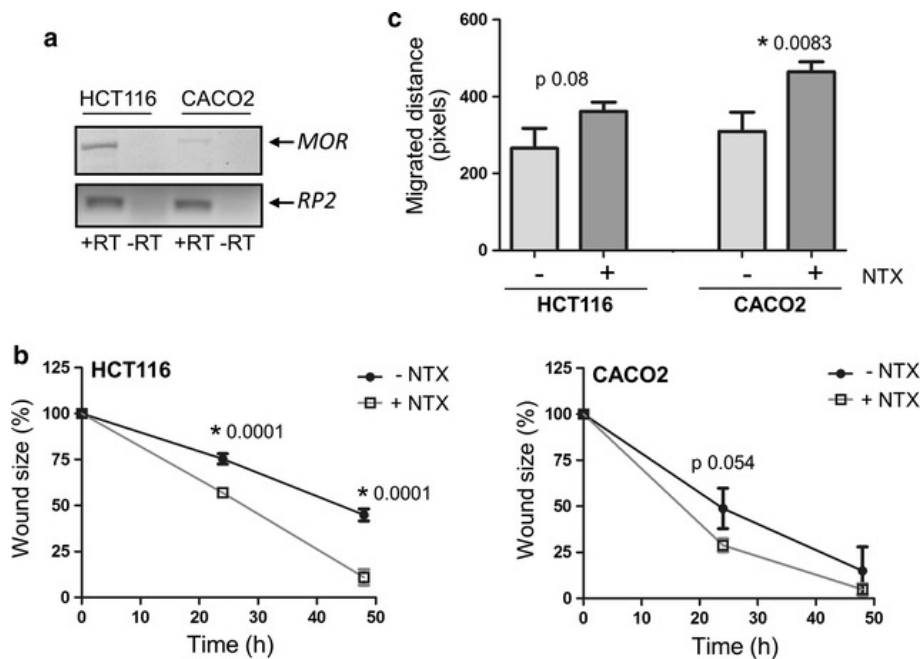 a
HCT116 CACO2
MOR
RP2
+RT -RT +RT -RT
c
Migrated distance
(pixels)
600
400
200
0
p 0.08
* 0.0083
- + - + NTX
HCT116 CACO2
b
HCT116
- NTX
+ NTX
Wound size (%)
125
100
75
50
25
0
* 0.0001
* 0.0001
0 10 20 30 40 50
Time (h)
CACO2
- NTX
+ NTX
Wound size (%)
125
100
75
50
25
0
p 0.054
0 10 20 30 40 50
Time (h)